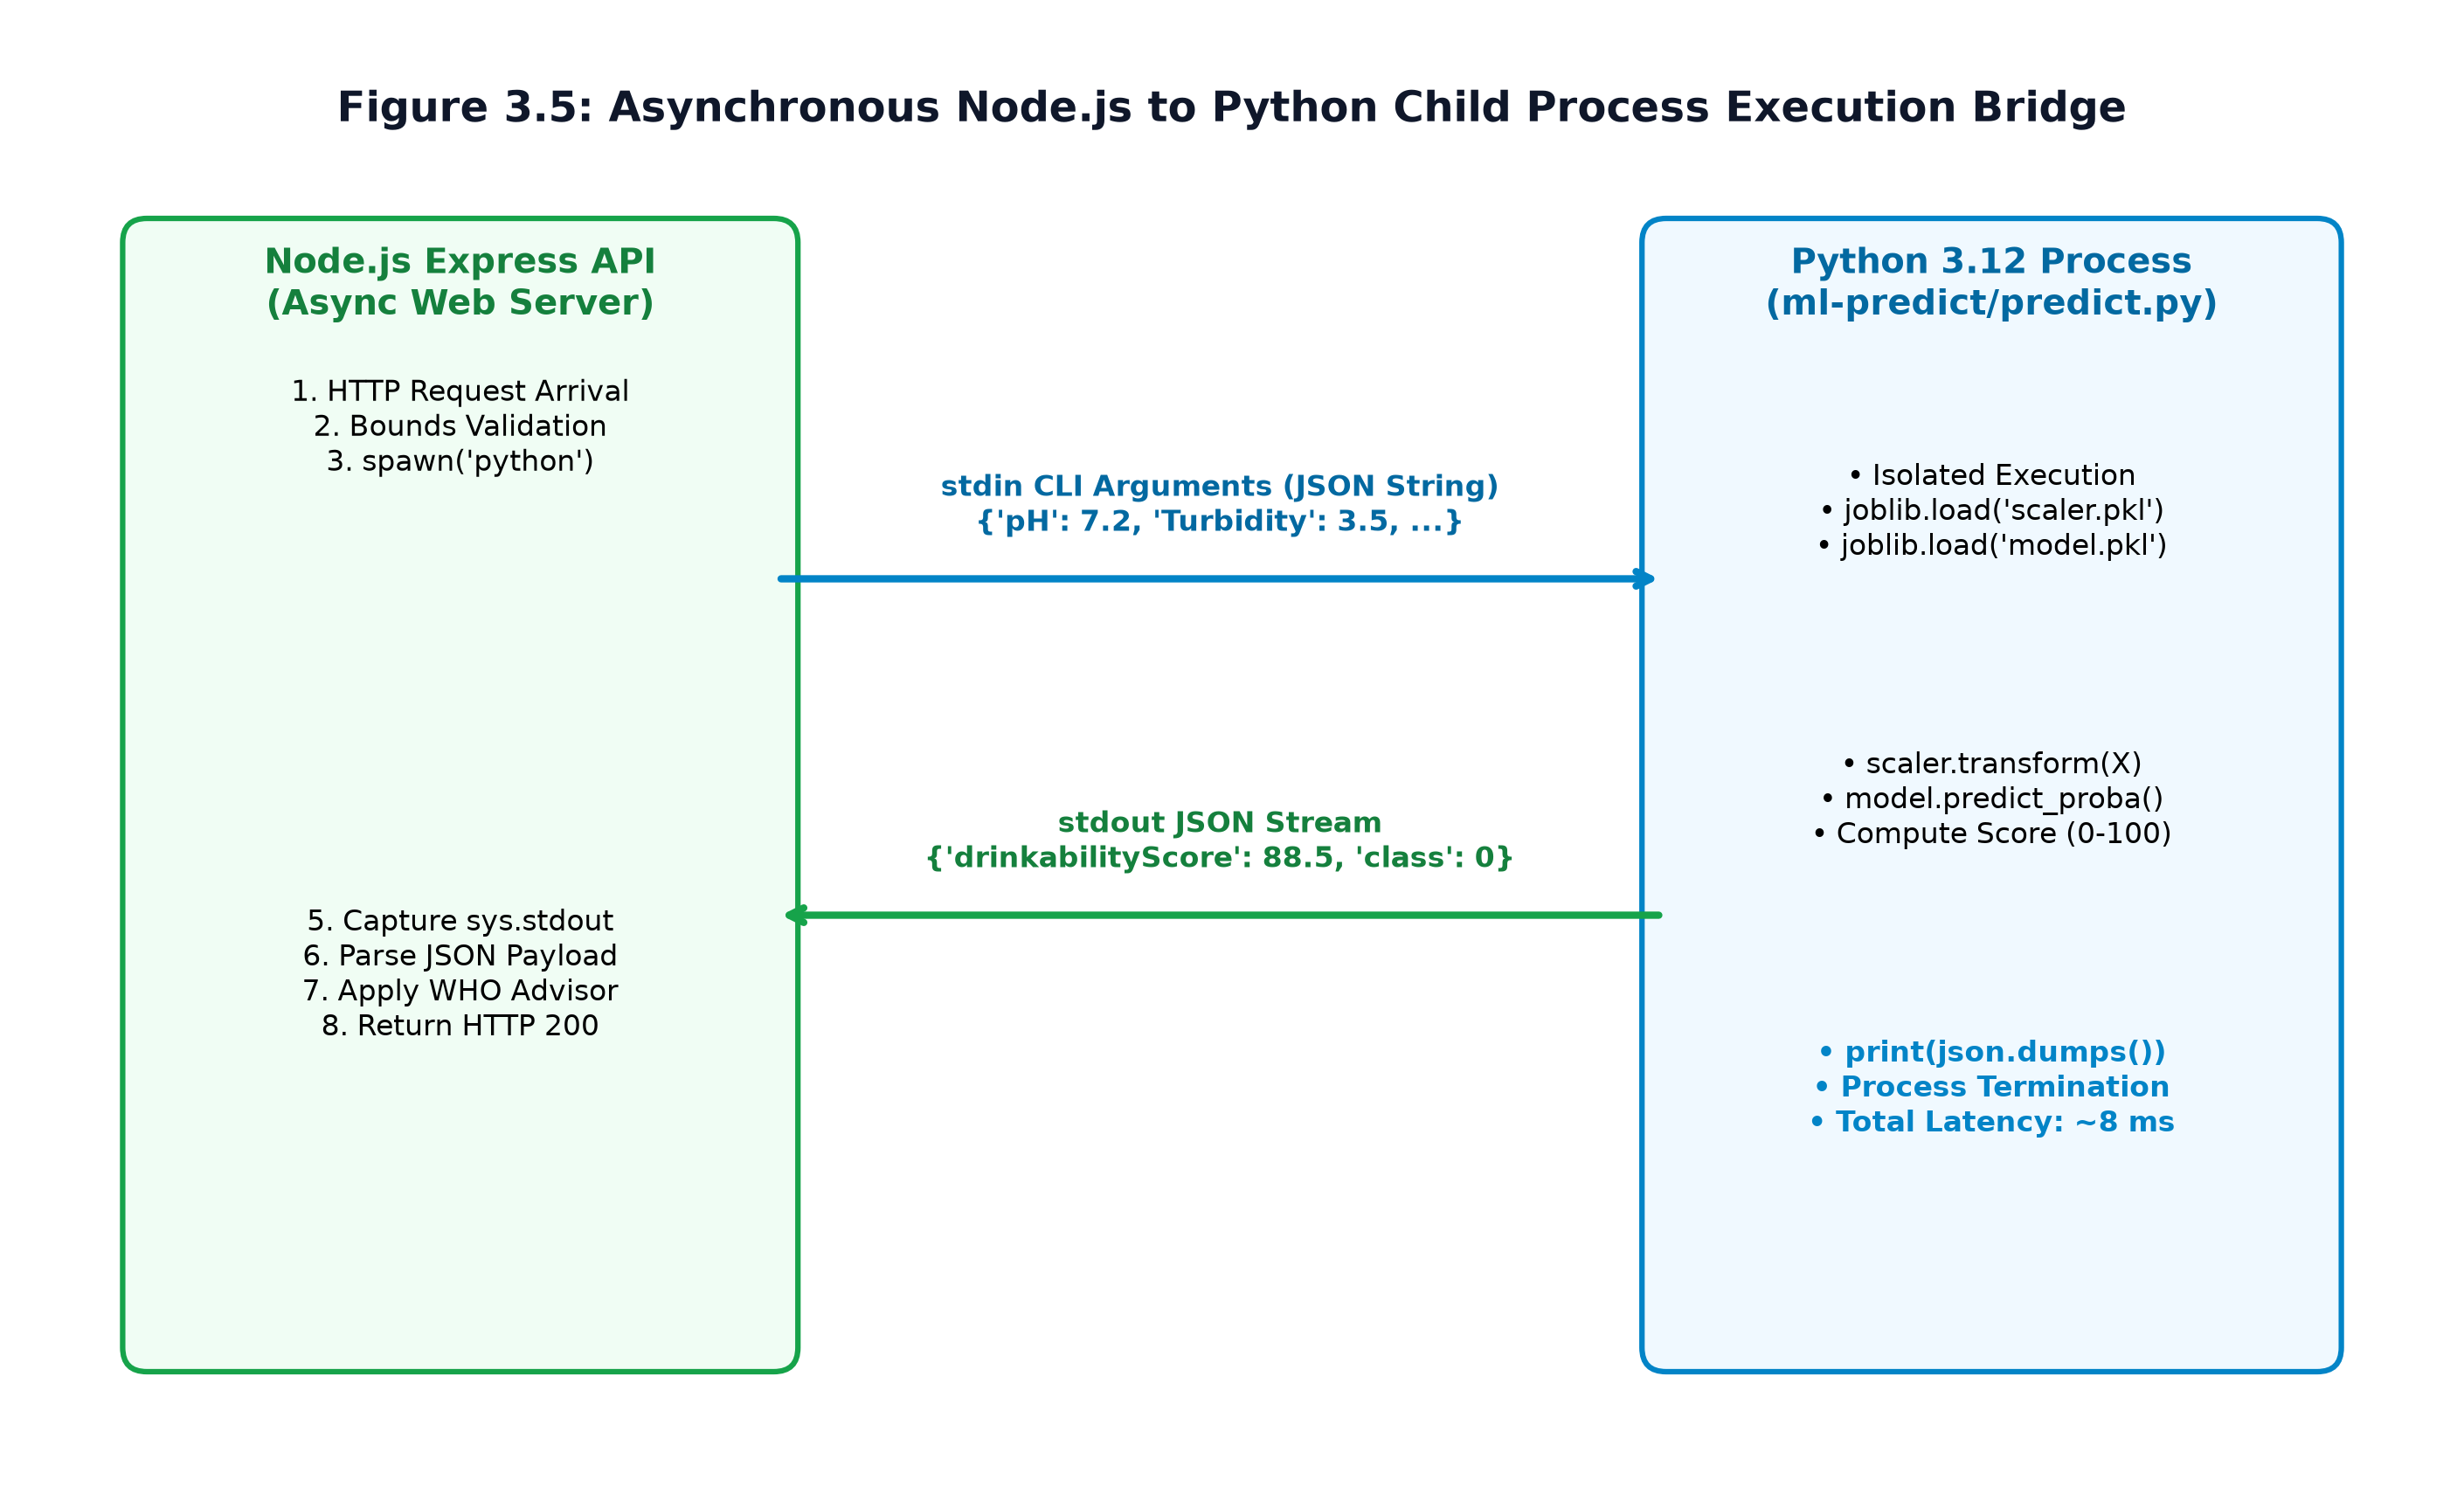 Figure 3.5: Asynchronous Node.js to Python Child Process Execution Bridge
Node.js Express API
(Async Web Server)
1. HTTP Request Arrival
2. Bounds Validation
3. spawn('python')
5. Capture sys.stdout
6. Parse JSON Payload
7. Apply WHO Advisor
8. Return HTTP 200
stdin CLI Arguments (JSON String)
{'pH': 7.2, 'Turbidity': 3.5, ...}
stdout JSON Stream
{'drinkabilityScore': 88.5, 'class': 0}
Python 3.12 Process
(ml-predict/predict.py)
• Isolated Execution
• joblib.load('scaler.pkl')
• joblib.load('model.pkl')
• scaler.transform(X)
• model.predict_proba()
• Compute Score (0-100)
• print(json.dumps())
• Process Termination
• Total Latency: ~8 ms